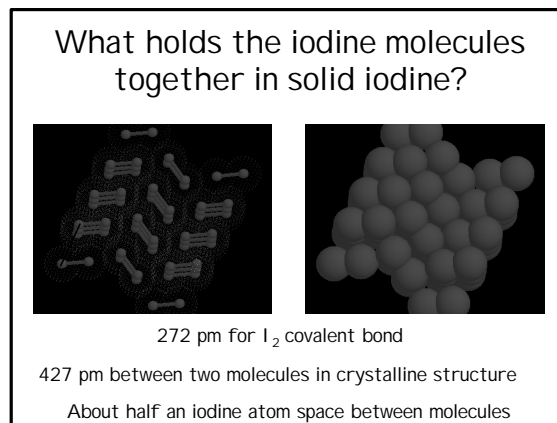 What holds the iodine molecules
together in solid iodine?
272 pm for I₂ covalent bond
427 pm between two molecules in crystalline structure
About half an iodine atom space between molecules